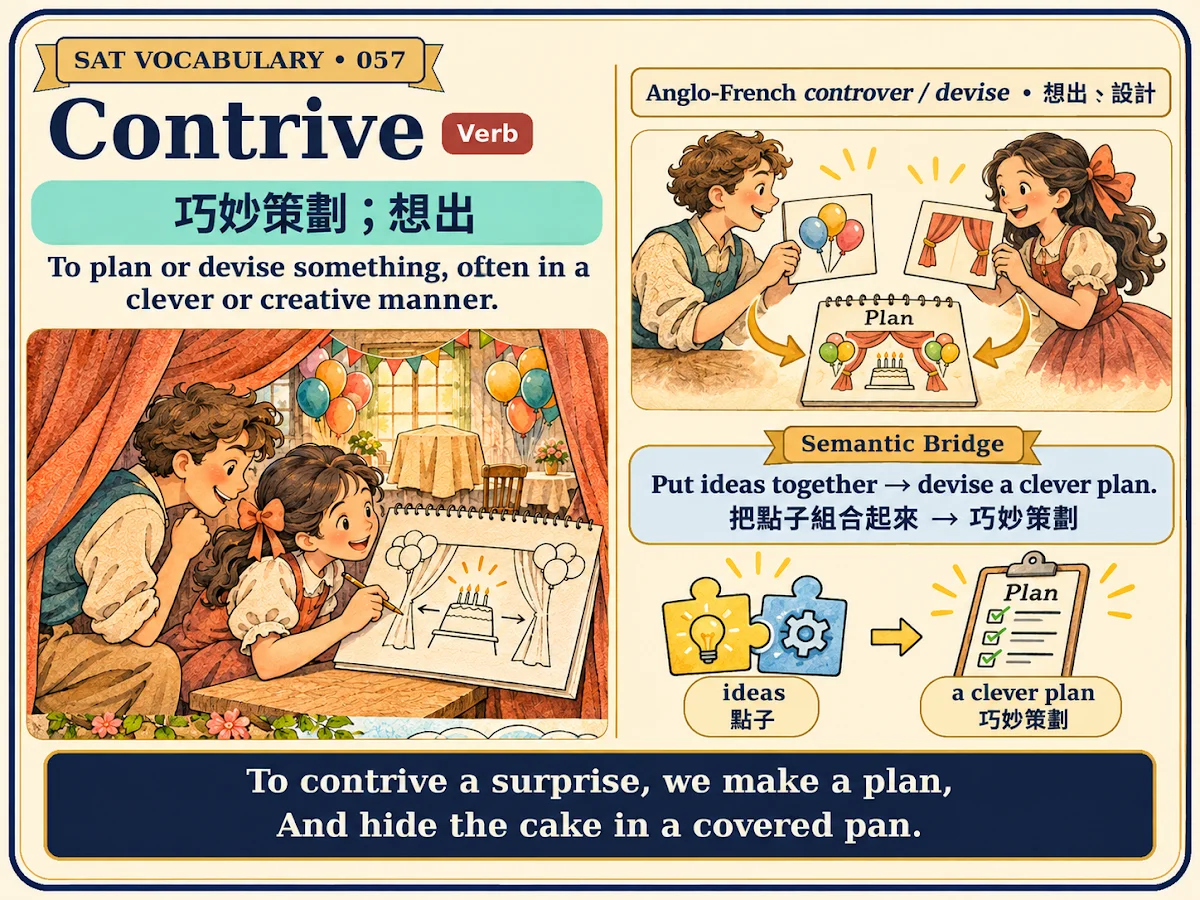 SAT VOCABULARY • 057
Contrive
Verb
巧妙策劃；想出
To plan or devise something, often in a
clever or creative manner.
Anglo-French controver / devise • 想出、設計
Plan
Semantic Bridge
Put ideas together → devise a clever plan.
把點子組合起來 → 巧妙策劃
Plan
ideas
點子
a clever plan
巧妙策劃
To contrive a surprise, we make a plan,
And hide the cake in a covered pan.